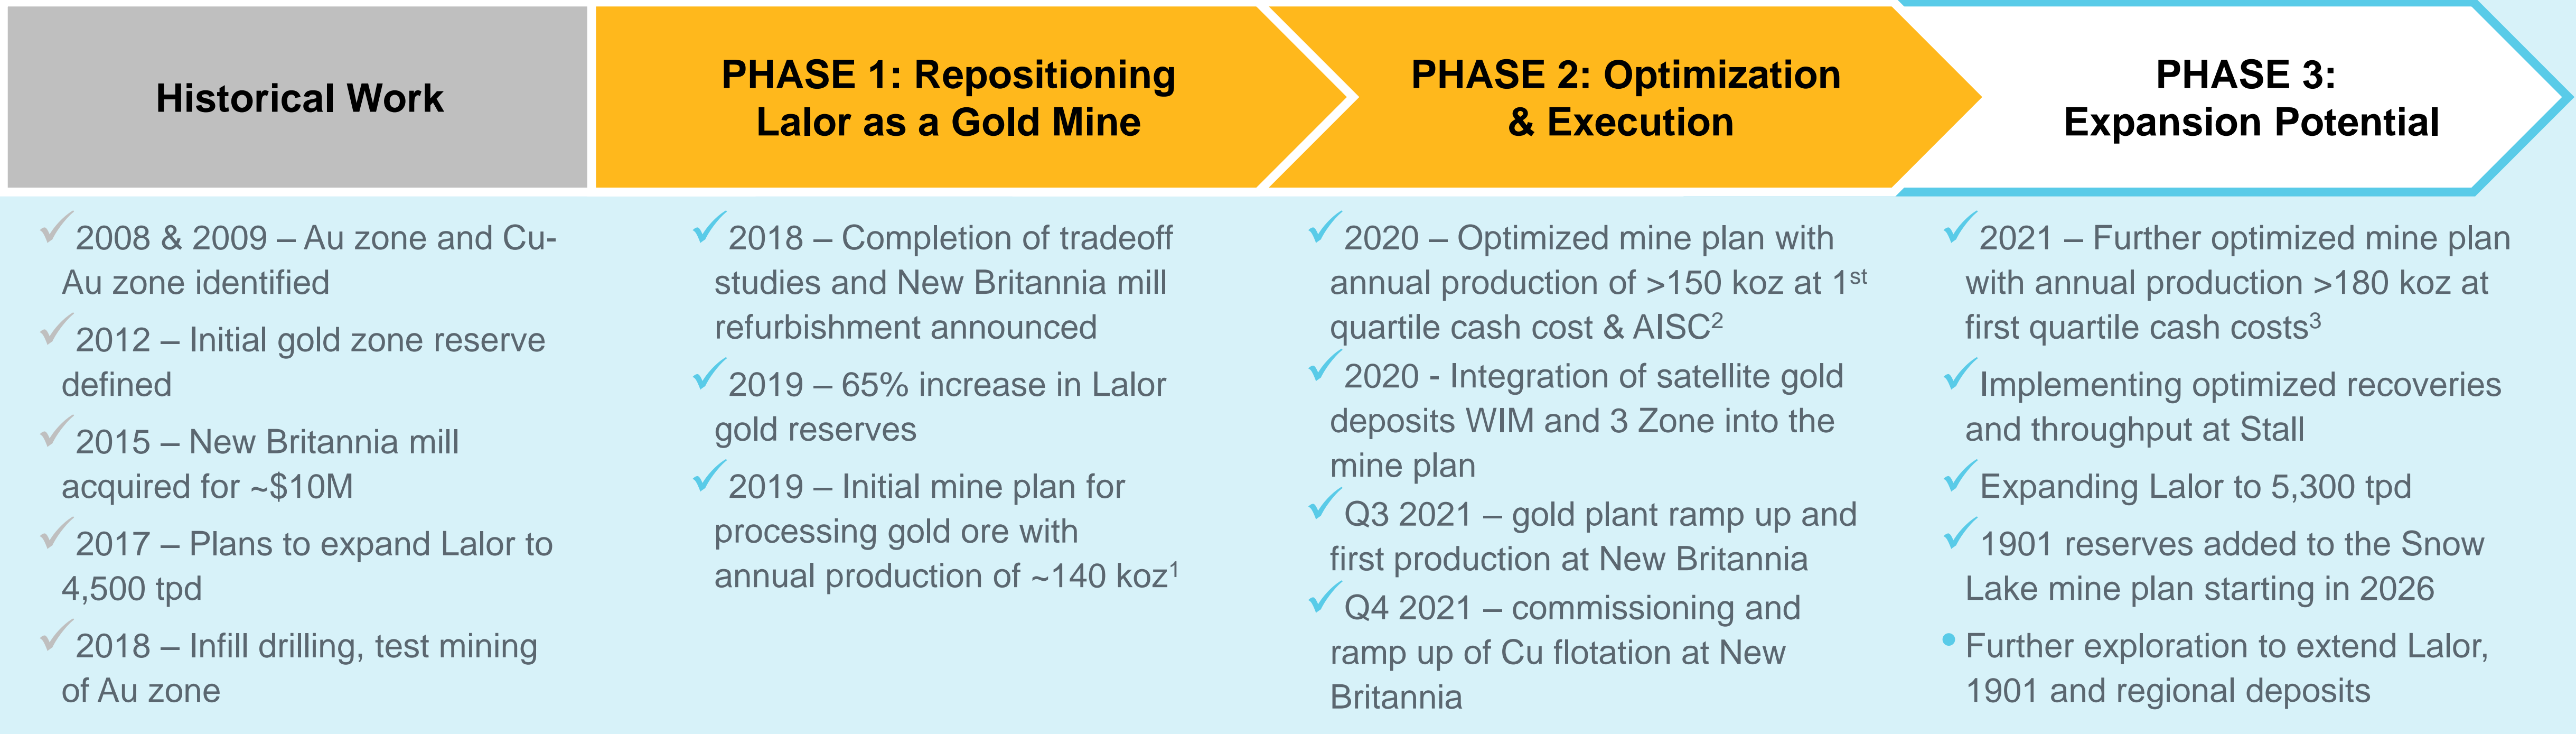 Historical Work
PHASE 1: Repositioning
Lalor as a Gold Mine
PHASE 2: Optimization
& Execution
PHASE 3:
Expansion Potential
✓2008 & 2009 – Au zone and Cu-
Au zone identified
✓2012 – Initial gold zone reserve
defined
✓2015 – New Britannia mill
acquired for ~$10M
✓2017 – Plans to expand Lalor to
4,500 tpd
✓2018 – Infill drilling, test mining
of Au zone
✓2018 – Completion of tradeoff
studies and New Britannia mill
refurbishment announced
✓2019 – 65% increase in Lalor
gold reserves
✓2019 – Initial mine plan for
processing gold ore with
annual production of ~140 koz¹
✓2020 – Optimized mine plan with
annual production of >150 koz at 1ˢᵗ
quartile cash cost & AISC²
✓2020 - Integration of satellite gold
deposits WIM and 3 Zone into the
mine plan
✓Q3 2021 – gold plant ramp up and
first production at New Britannia
✓Q4 2021 – commissioning and
ramp up of Cu flotation at New
Britannia
✓2021 – Further optimized mine plan
with annual production >180 koz at
first quartile cash costs³
✓Implementing optimized recoveries
and throughput at Stall
✓Expanding Lalor to 5,300 tpd
✓1901 reserves added to the Snow
Lake mine plan starting in 2026
• Further exploration to extend Lalor,
1901 and regional deposits